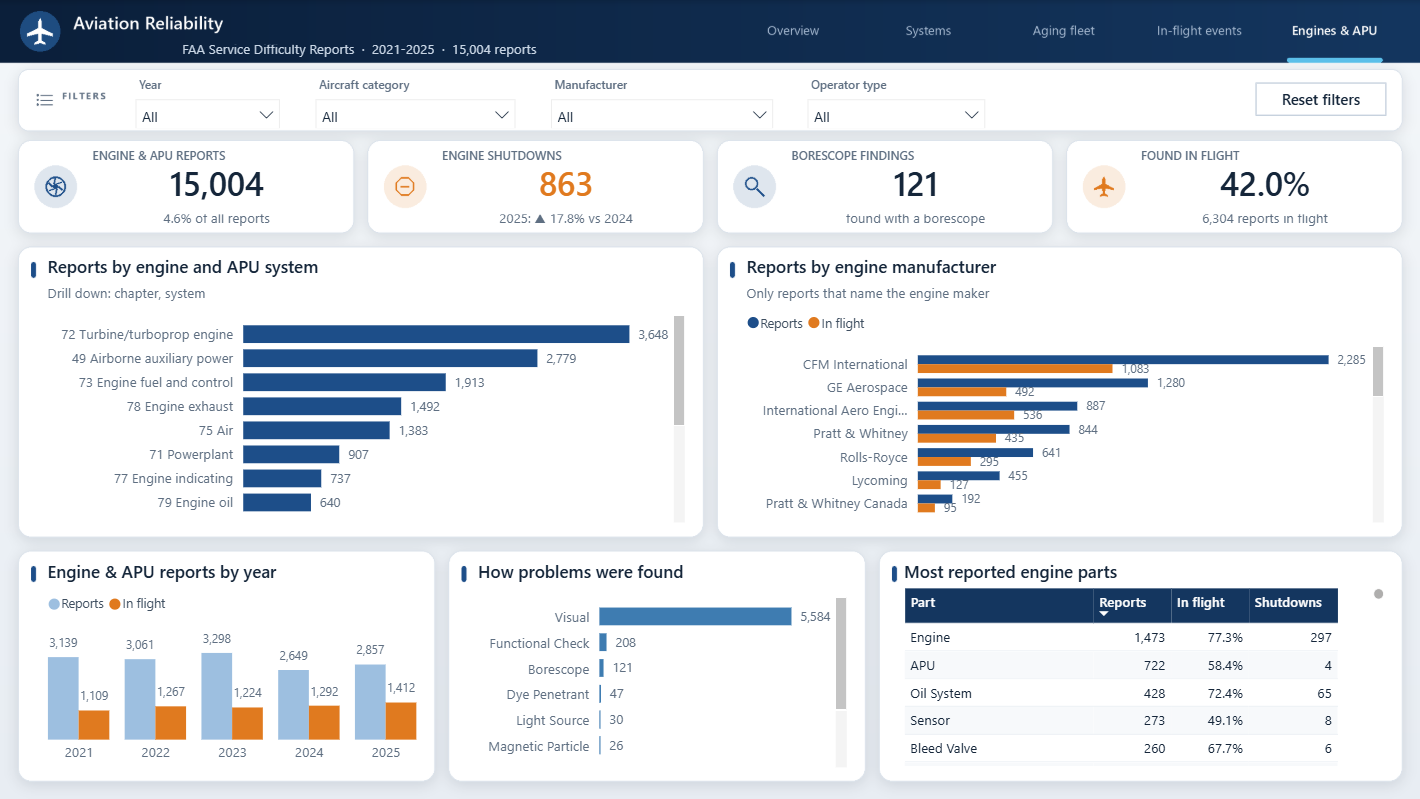 Aviation Reliability
FAA Service Difficulty Reports · 2021-2025 · 15,004 reports
Overview
Systems
Aging fleet
In-flight events
Engines & APU
FILTERS
Year
All
Aircraft category
All
Manufacturer
All
Operator type
All
Reset filters
ENGINE & APU REPORTS
15,004
4.6% of all reports
ENGINE SHUTDOWNS
863
2025: ▲ 17.8% vs 2024
BORESCOPE FINDINGS
121
found with a borescope
FOUND IN FLIGHT
42.0%
6,304 reports in flight
Reports by engine and APU system
Drill down: chapter, system
72 Turbine/turboprop engine 3,648
49 Airborne auxiliary power 2,779
73 Engine fuel and control 1,913
78 Engine exhaust 1,492
75 Air 1,383
71 Powerplant 907
77 Engine indicating 737
79 Engine oil 640
Reports by engine manufacturer
Only reports that name the engine maker
Reports In flight
CFM International 2,285 1,083
GE Aerospace 1,280 492
International Aero Engi... 887 536
Pratt & Whitney 844 435
Rolls-Royce 641 295
Lycoming 455 127
Pratt & Whitney Canada 192 95
Engine & APU reports by year
Reports In flight
3,139 1,109 3,061 1,267 3,298 1,224 2,649 1,292 2,857 1,412
2021 2022 2023 2024 2025
How problems were found
Visual 5,584
Functional Check 208
Borescope 121
Dye Penetrant 47
Light Source 30
Magnetic Particle 26
Most reported engine parts
Part Reports In flight Shutdowns
Engine 1,473 77.3% 297
APU 722 58.4% 4
Oil System 428 72.4% 65
Sensor 273 49.1% 8
Bleed Valve 260 67.7% 6